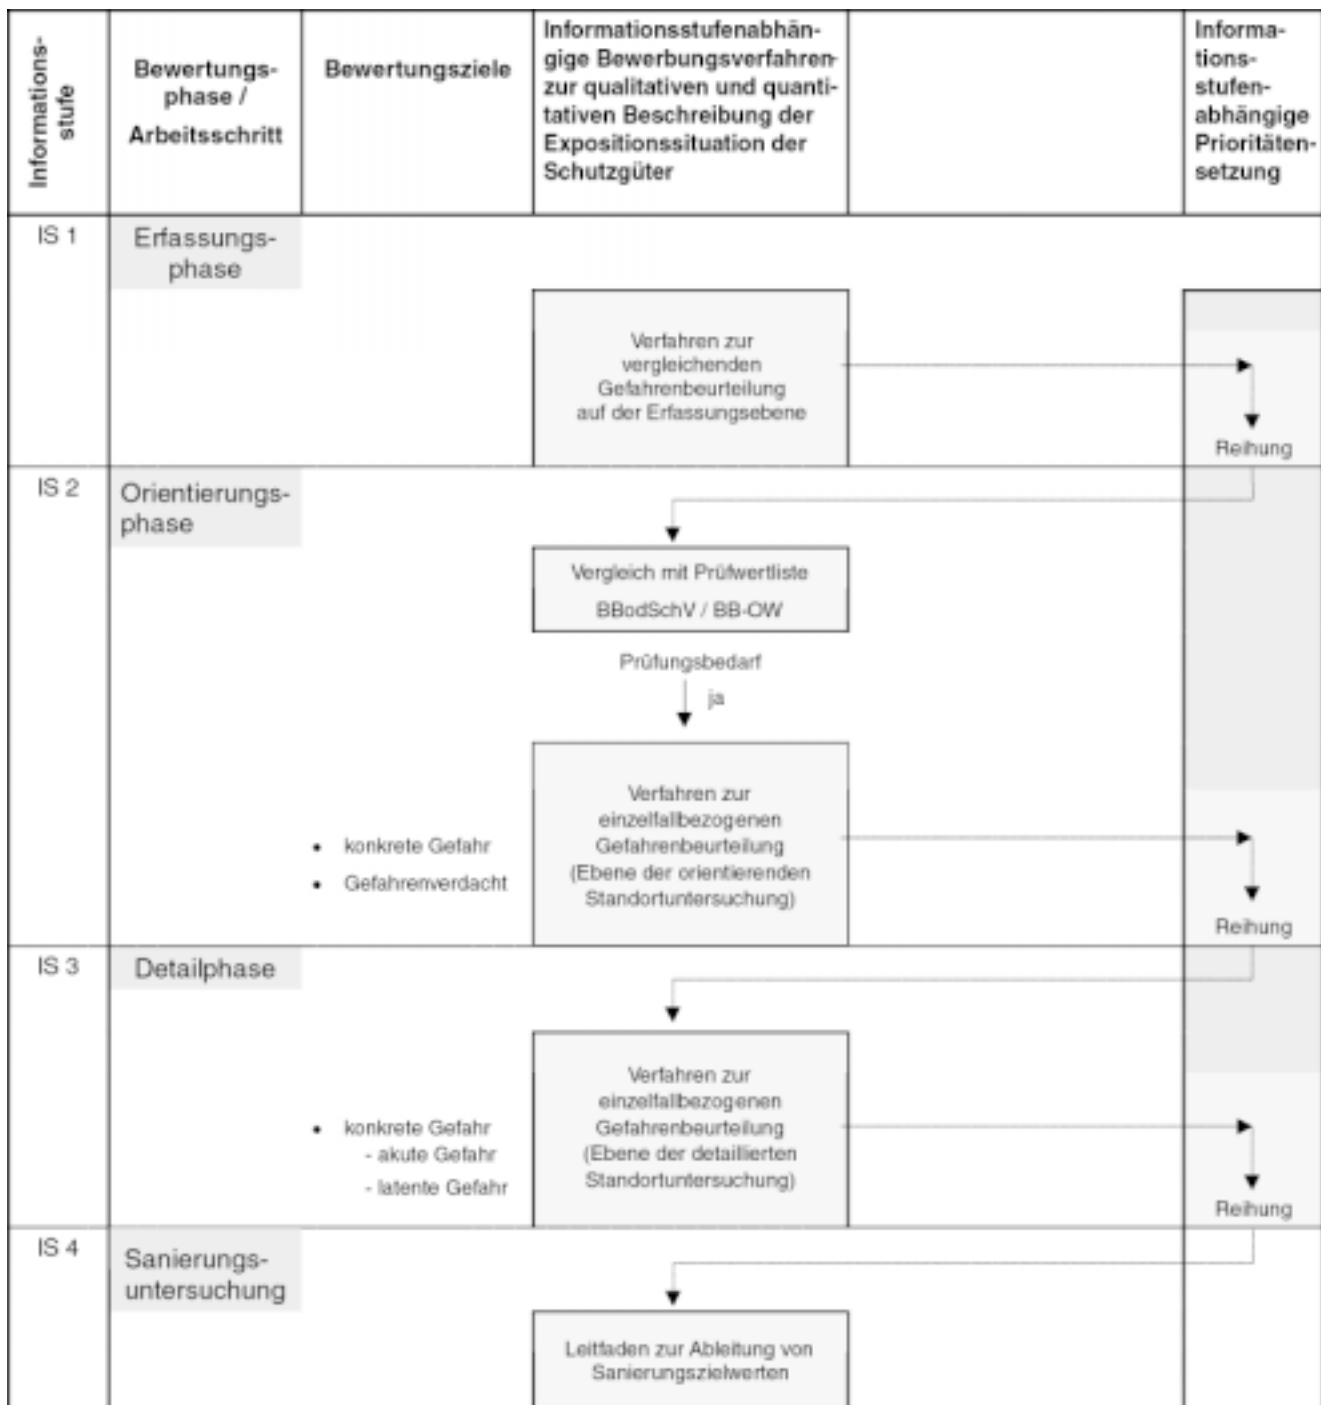 Informations-
stufe
Bewertungs-
phase /
Arbeitsschritt
Bewertungsziele
Informationsstufenabhän-
gige Bewerbungsverfahren
zur qualitativen und quanti-
tativen Beschreibung der
Expositionssituation der
Schutzgüter
Informa-
tions-
stufen-
abhängige
Prioritäten-
setzung
IS 1
Erfassungs-
phase
Verfahren zur
vergleichenden
Gefahrenbeurteilung
auf der Erfassungsebene
Reihung
IS 2
Orientierungs-
phase
Vergleich mit Prüfwertliste
BBodSchV / BB-OW
Prüfungsbedarf
ja
• konkrete Gefahr
• Gefahrenverdacht
Verfahren zur
einzelfallbezogenen
Gefahrenbeurteilung
(Ebene der orientierenden
Standortuntersuchung)
Reihung
IS 3
Detailphase
• konkrete Gefahr
- akute Gefahr
- latente Gefahr
Verfahren zur
einzelfallbezogenen
Gefahrenbeurteilung
(Ebene der detaillierten
Standortuntersuchung)
Reihung
IS 4
Sanierungs-
untersuchung
Leitfaden zur Ableitung von
Sanierungszielwerten